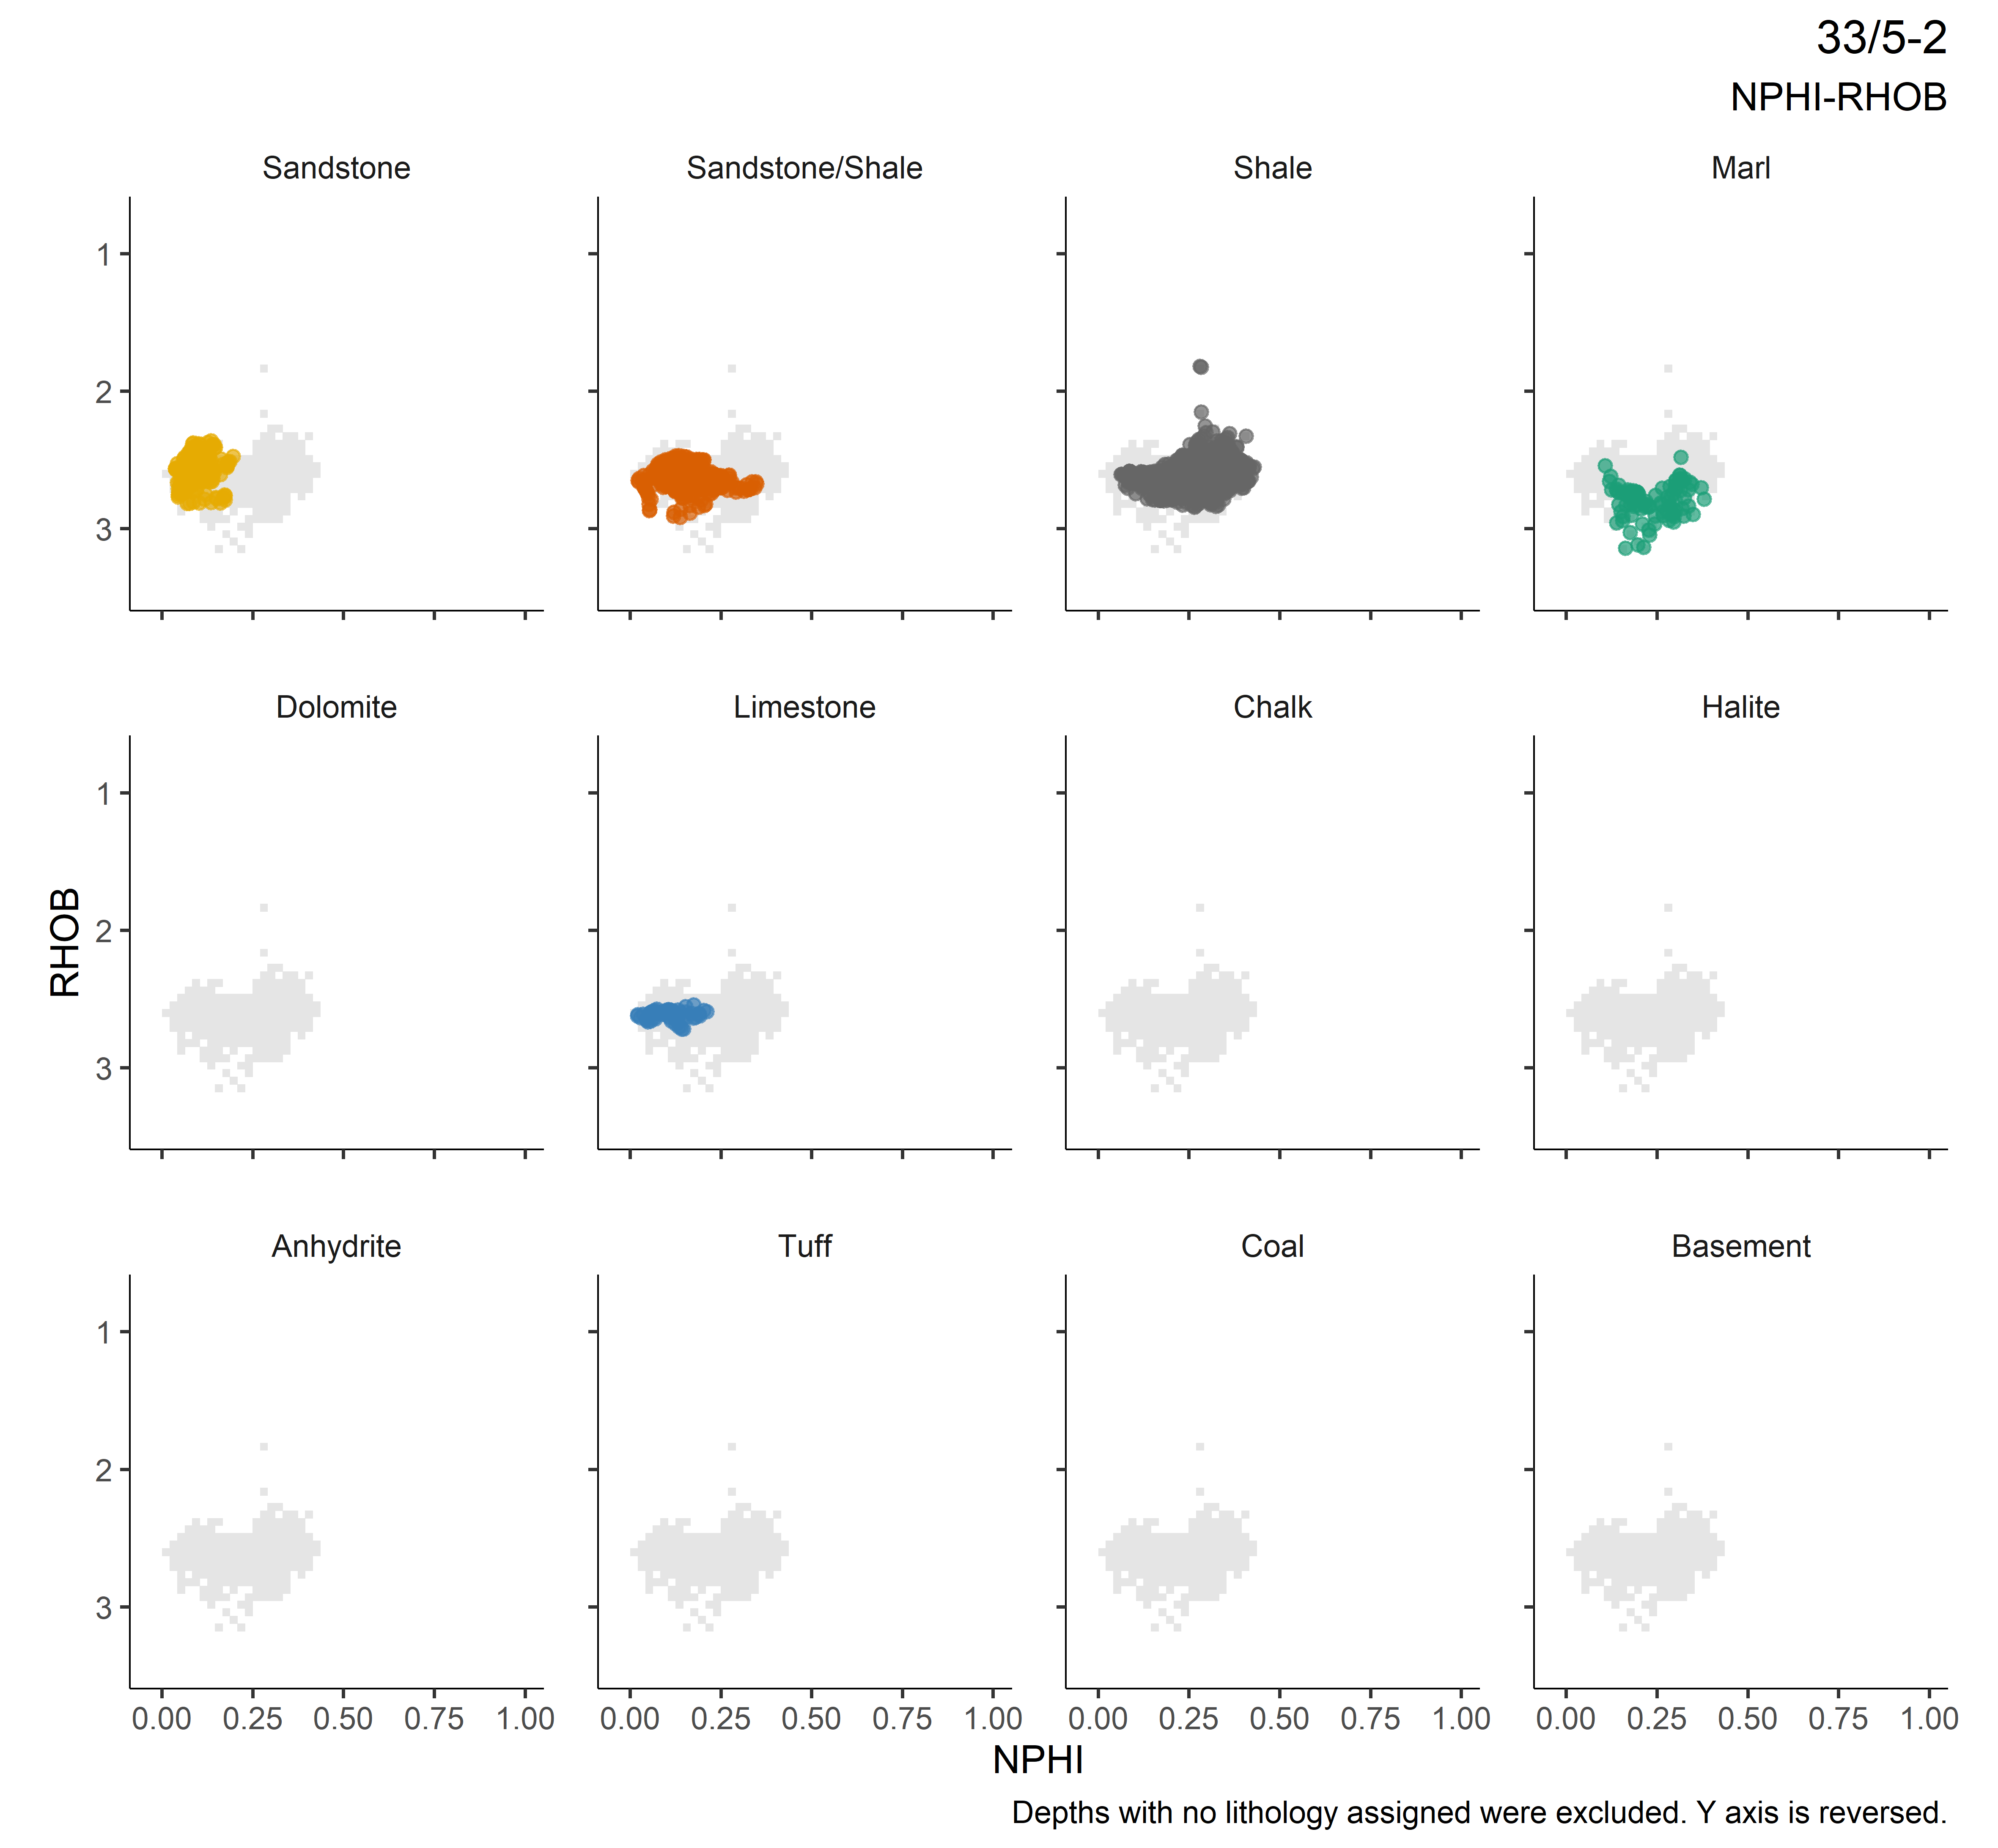 33/5-2
NPHI-RHOB
Sandstone Sandstone/Shale Shale Marl
1
2
3
Dolomite Limestone Chalk Halite
RHOB
1
2
3
Anhydrite Tuff Coal Basement
1
2
3
0.00 0.25 0.50 0.75 1.00 0.00 0.25 0.50 0.75 1.00 0.00 0.25 0.50 0.75 1.00 0.00 0.25 0.50 0.75 1.00
NPHI
Depths with no lithology assigned were excluded. Y axis is reversed.